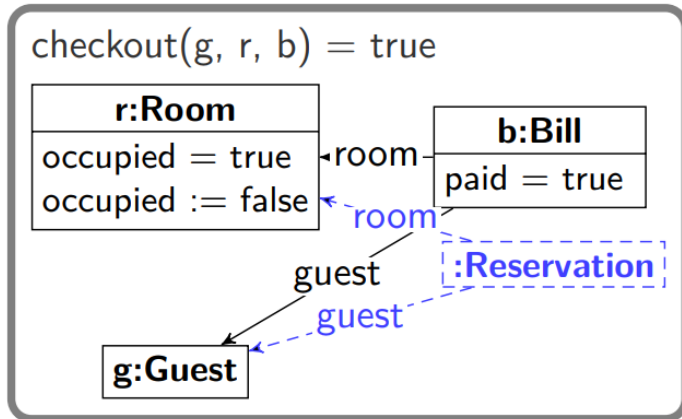 checkout(g, r, b) = true
r:Room
occupied = true
occupied := false
room
b:Bill
paid = true
room
:Reservation
guest
guest
g:Guest